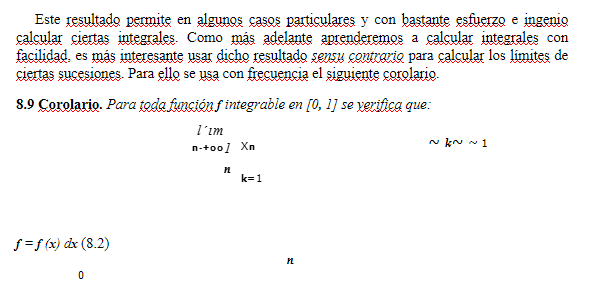 Este resultado permite en algunos casos particulares y con bastante esfuerzo e ingenio
calcular ciertas integrales. Como más adelante aprenderemos a calcular integrales con
facilidad, es más interesante usar dicho resultado sensu contrario para calcular los límites de
ciertas sucesiones. Para ello se usa con frecuencia el siguiente corolario.
8.9 Corolario. Para toda función f integrable en [0, 1] se verifica que:
l´ım
n-+oo] Xn ~ k~ ~ 1
n
k=1
f = f (x) dx (8.2)
n
0